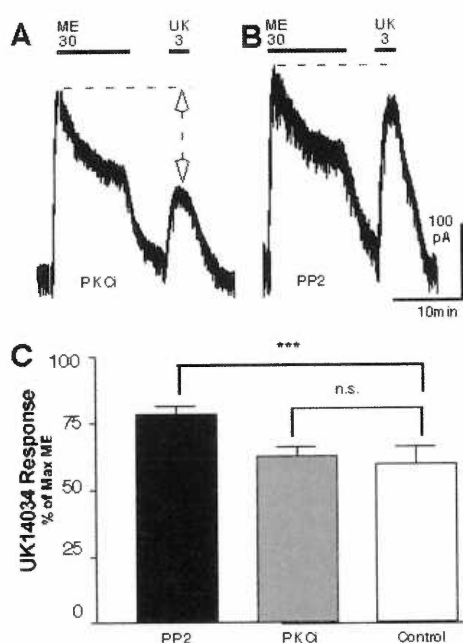 A
ME
30
UK
3
PKCi
B
ME
30
UK
3
PP2
100
pA
10min
C
UK14034 Response
% of Max ME
100
75
50
25
0
***
n.s.
PP2
PKCi
Control